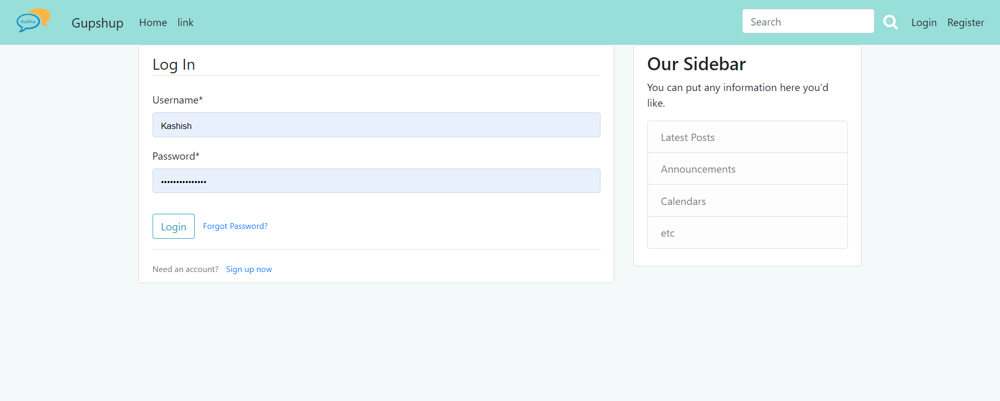 GupShup
Gupshup Home link Search Login Register
Log In
Username*
Kashish
Password*
•••••••••••••••
Login Forgot Password?
Need an account? Sign up now
Our Sidebar
You can put any information here you'd
like.
Latest Posts
Announcements
Calendars
etc